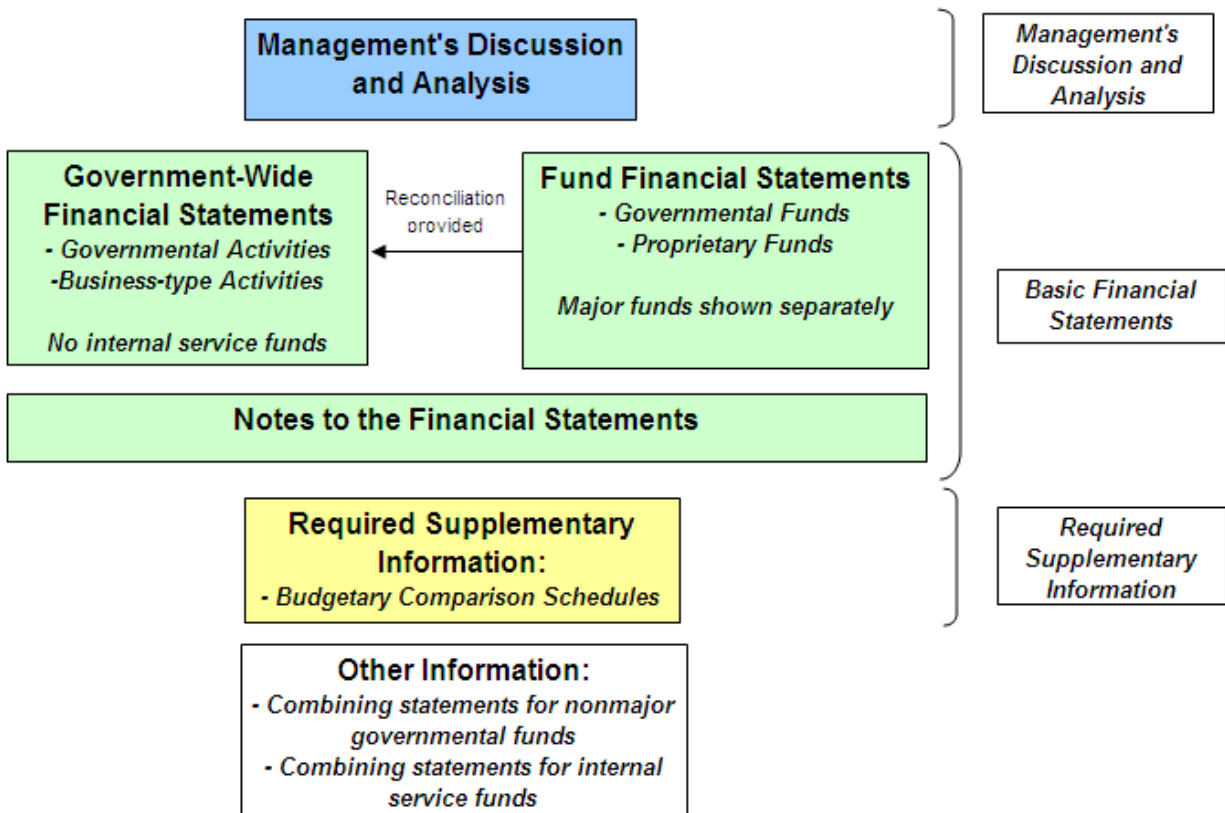 Management's Discussion
and Analysis
Management's
Discussion and
Analysis
Government-Wide
Financial Statements
- Governmental Activities
-Business-type Activities
No internal service funds
Reconciliation
provided
Fund Financial Statements
- Governmental Funds
- Proprietary Funds
Major funds shown separately
Basic Financial
Statements
Notes to the Financial Statements
Required Supplementary
Information:
- Budgetary Comparison Schedules
Required
Supplementary
Information
Other Information:
- Combining statements for nonmajor
governmental funds
- Combining statements for internal
service funds